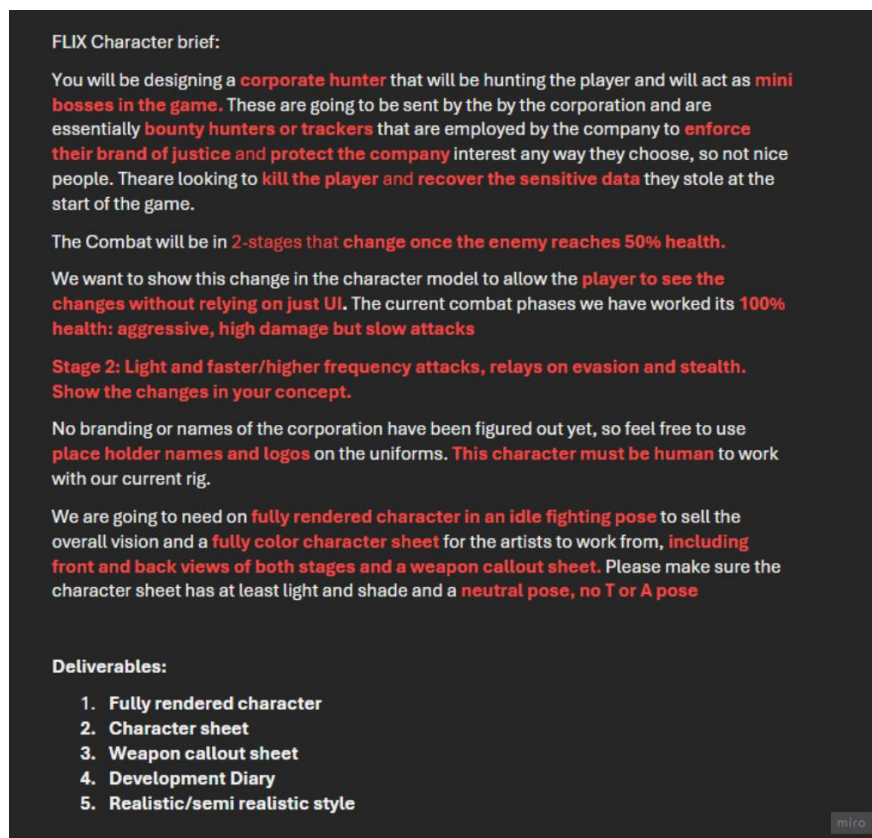 FLIX Character brief:
You will be designing a corporate hunter that will be hunting the player and will act as mini
bosses in the game. These are going to be sent by the by the corporation and are
essentially bounty hunters or trackers that are employed by the company to enforce
their brand of justice and protect the company interest any way they choose, so not nice
people. Theare looking to kill the player and recover the sensitive data they stole at the
start of the game.
The Combat will be in 2-stages that change once the enemy reaches 50% health.
We want to show this change in the character model to allow the player to see the
changes without relying on just UI. The current combat phases we have worked its 100%
health: aggressive, high damage but slow attacks
Stage 2: Light and faster/higher frequency attacks, relays on evasion and stealth.
Show the changes in your concept.
No branding or names of the corporation have been figured out yet, so feel free to use
place holder names and logos on the uniforms. This character must be human to work
with our current rig.
We are going to need on fully rendered character in an idle fighting pose to sell the
overall vision and a fully color character sheet for the artists to work from, including
front and back views of both stages and a weapon callout sheet. Please make sure the
character sheet has at least light and shade and a neutral pose, no T or A pose
Deliverables:
1. Fully rendered character
2. Character sheet
3. Weapon callout sheet
4. Development Diary
5. Realistic/semi realistic style
miro